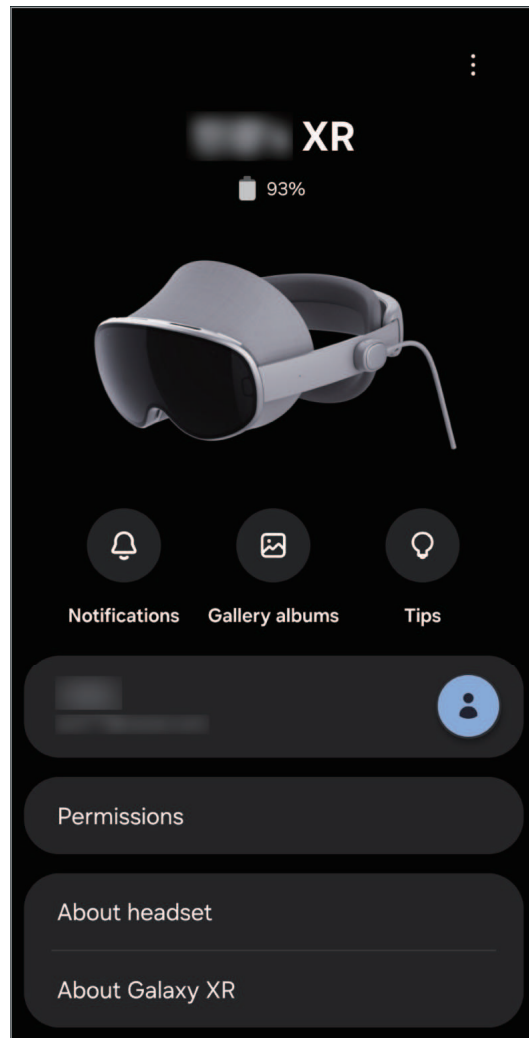 XR
93%
Notifications Gallery albums Tips
Permissions
About headset
About Galaxy XR